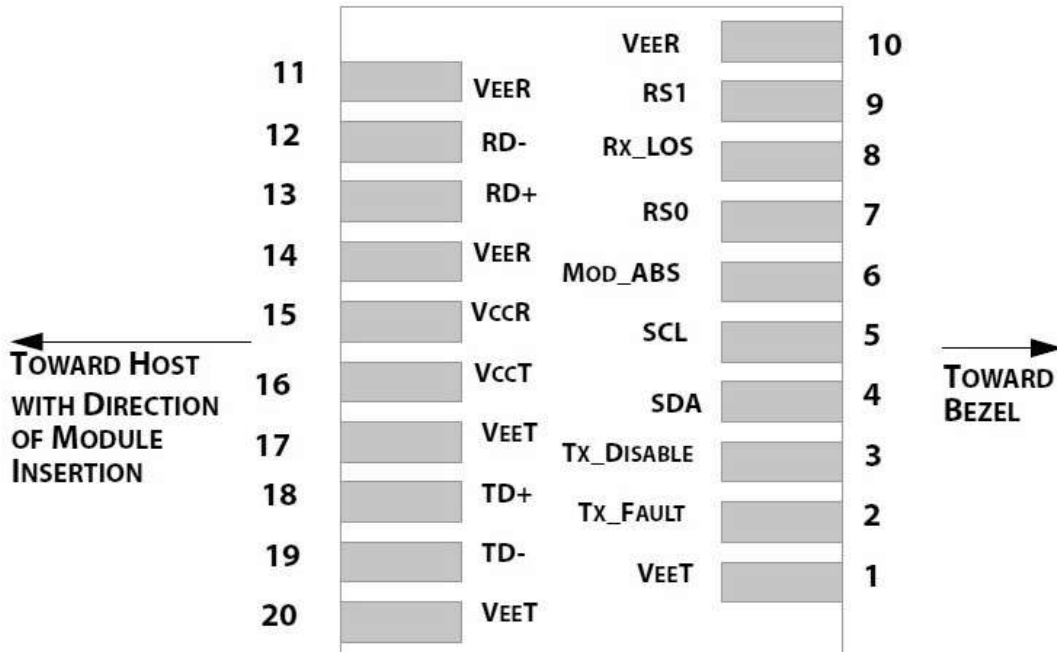 11 VEER
12 RD-
13 RD+
14 VEER
15 VCCR
16 VCCT
17 VEET
18 TD+
19 TD-
20 VEET
VEER 10
RS1 9
RX_LOS 8
RS0 7
MOD_ABS 6
SCL 5
SDA 4
TX_DISABLE 3
TX_FAULT 2
VEET 1
TOWARD HOST
WITH DIRECTION
OF MODULE
INSERTION
TOWARD
BEZEL